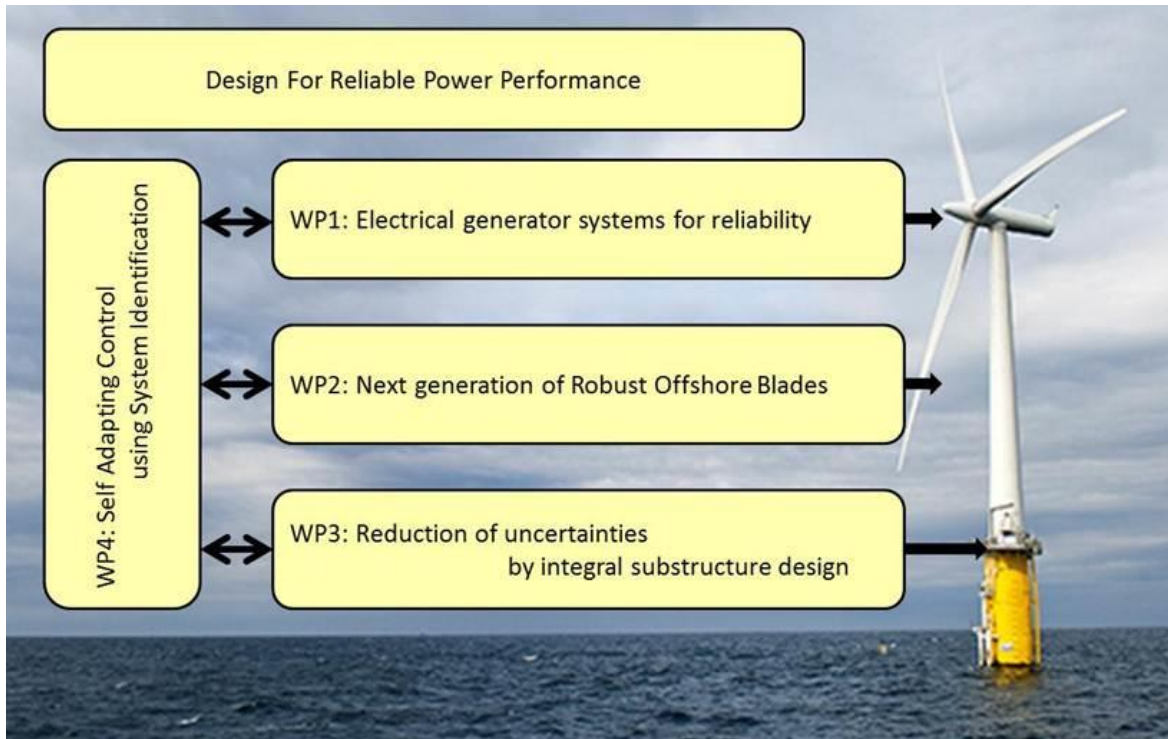 Design For Reliable Power Performance
WP4: Self Adapting Control
using System Identification
WP1: Electrical generator systems for reliability
WP2: Next generation of Robust Offshore Blades
WP3: Reduction of uncertainties
by integral substructure design